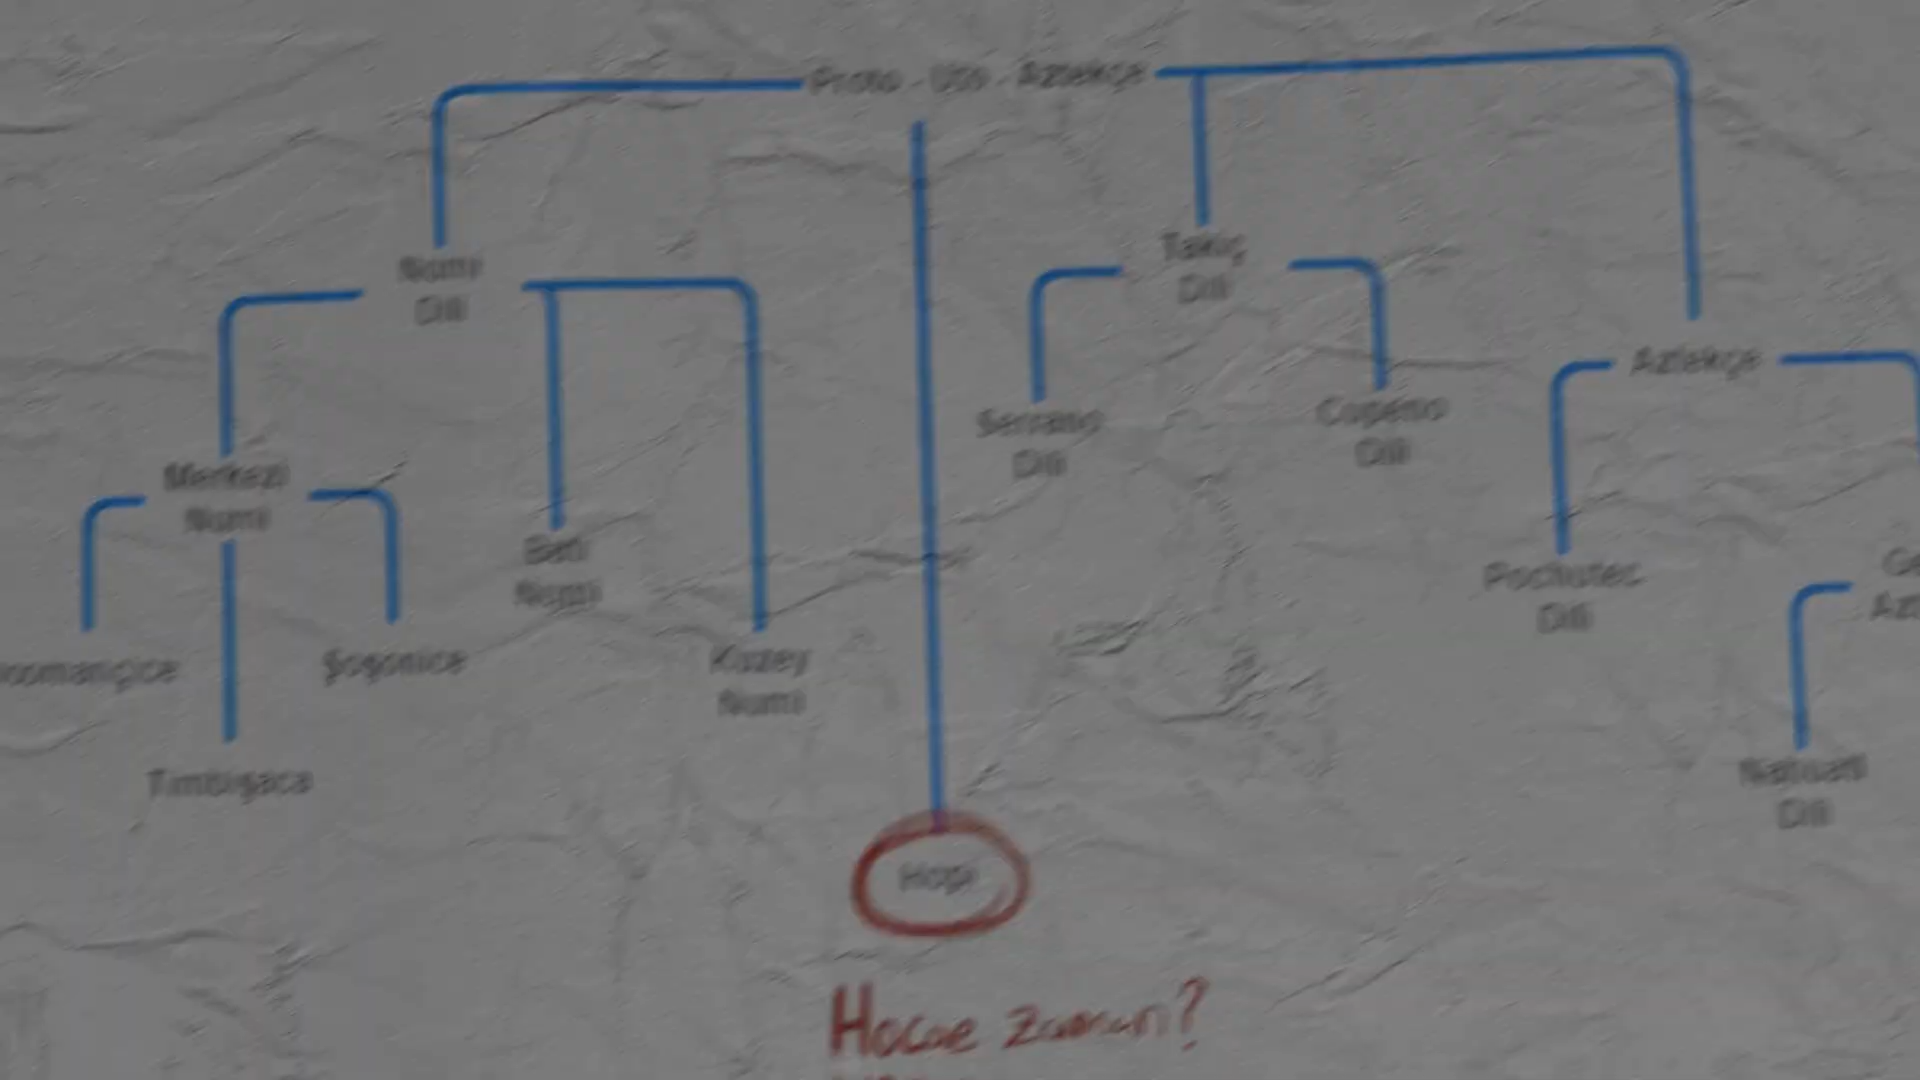 Proto - Uto - Aztekçe
Numi
Dili
Takiç
Dili
Aztekçe
Serrano
Dili
Cupeno
Dili
Merkezi
Numi
Batı
Numi
Pochutec
Dili
Şoşonice
Kuzey
Numi
Timbişaca
Nahuatl
Dili
Hopi
zaman?